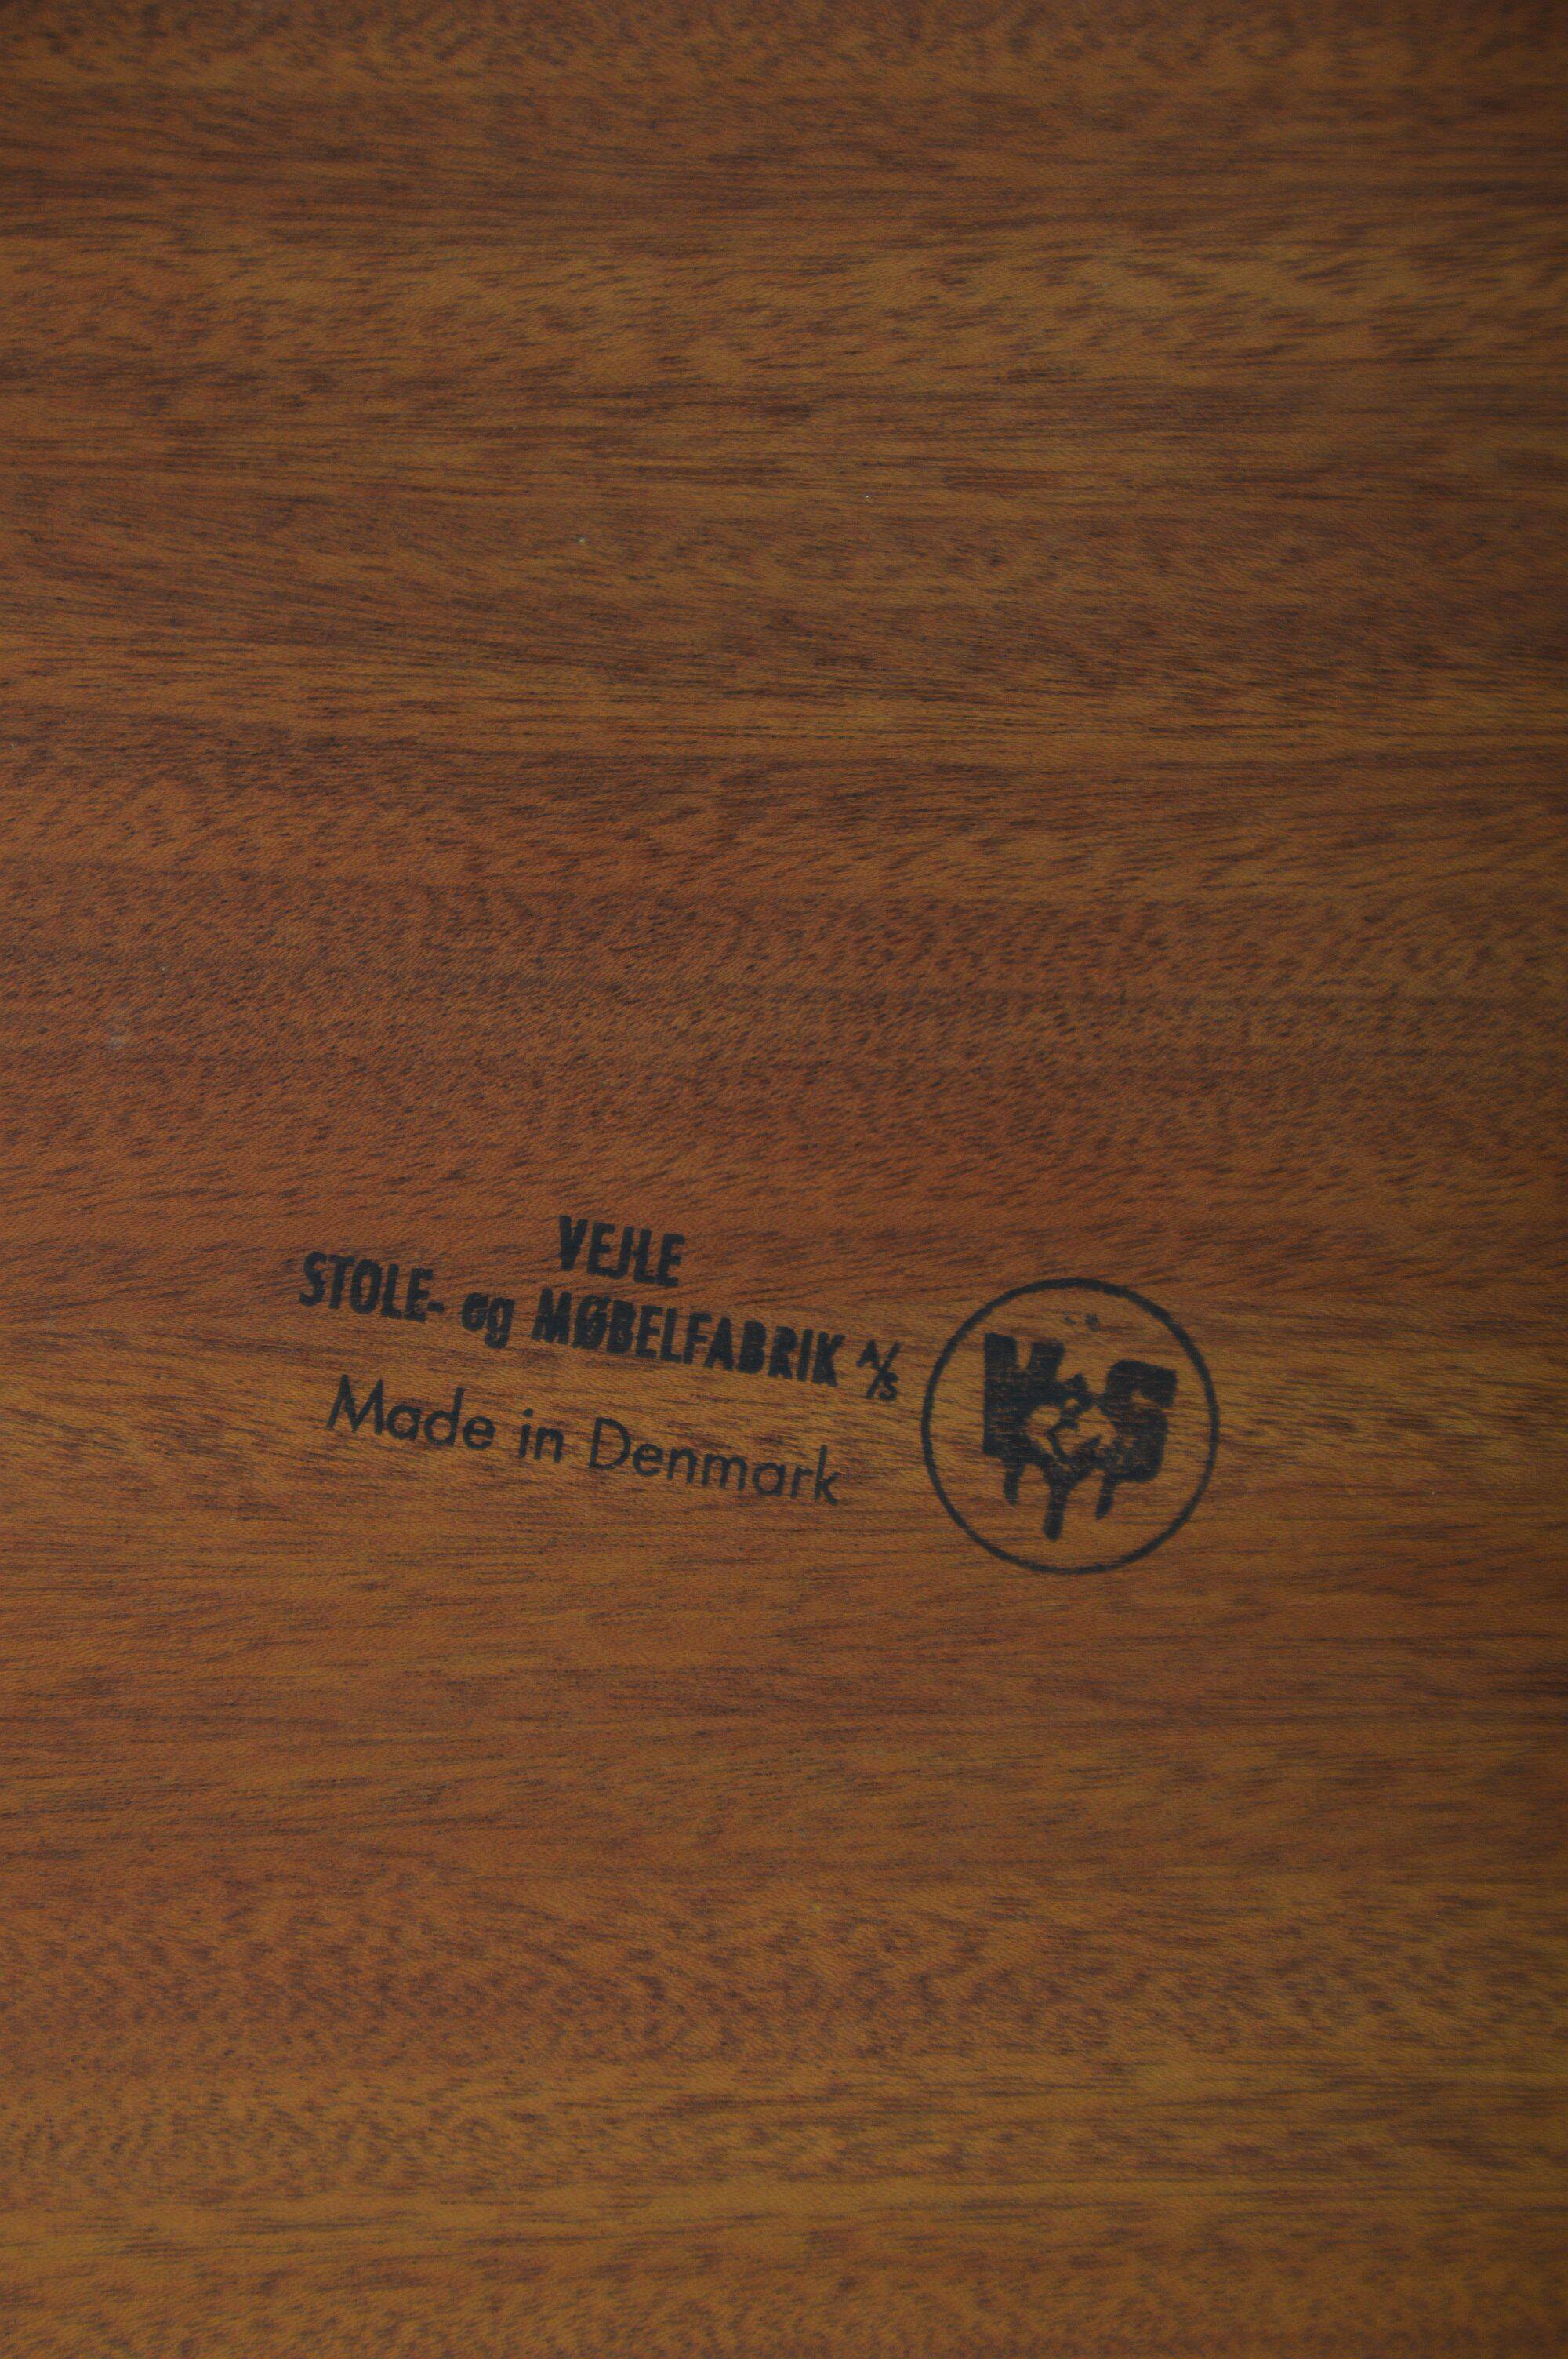 VEJLE
STOLE- og MØBELFABRIK A/S
Made in Denmark